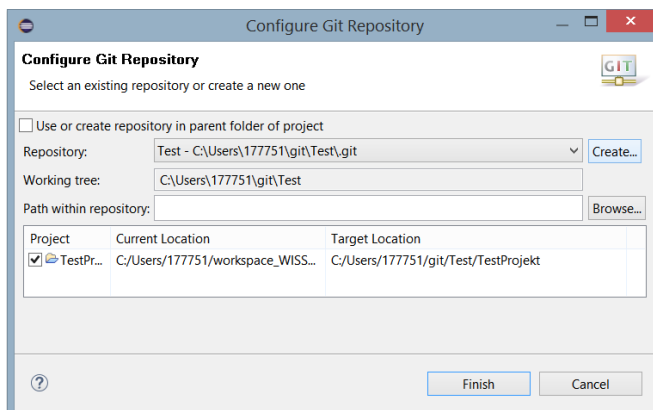 Configure Git Repository
Configure Git Repository
Select an existing repository or create a new one
GIT
Use or create repository in parent folder of project
Repository: Test - C:\Users\177751\git\Test\.git Create...
Working tree: C:\Users\177751\git\Test
Path within repository: Browse...
Project Current Location Target Location
TestPr... C:/Users/177751/workspace_WISS... C:/Users/177751/git/Test/TestProjekt
? Finish Cancel